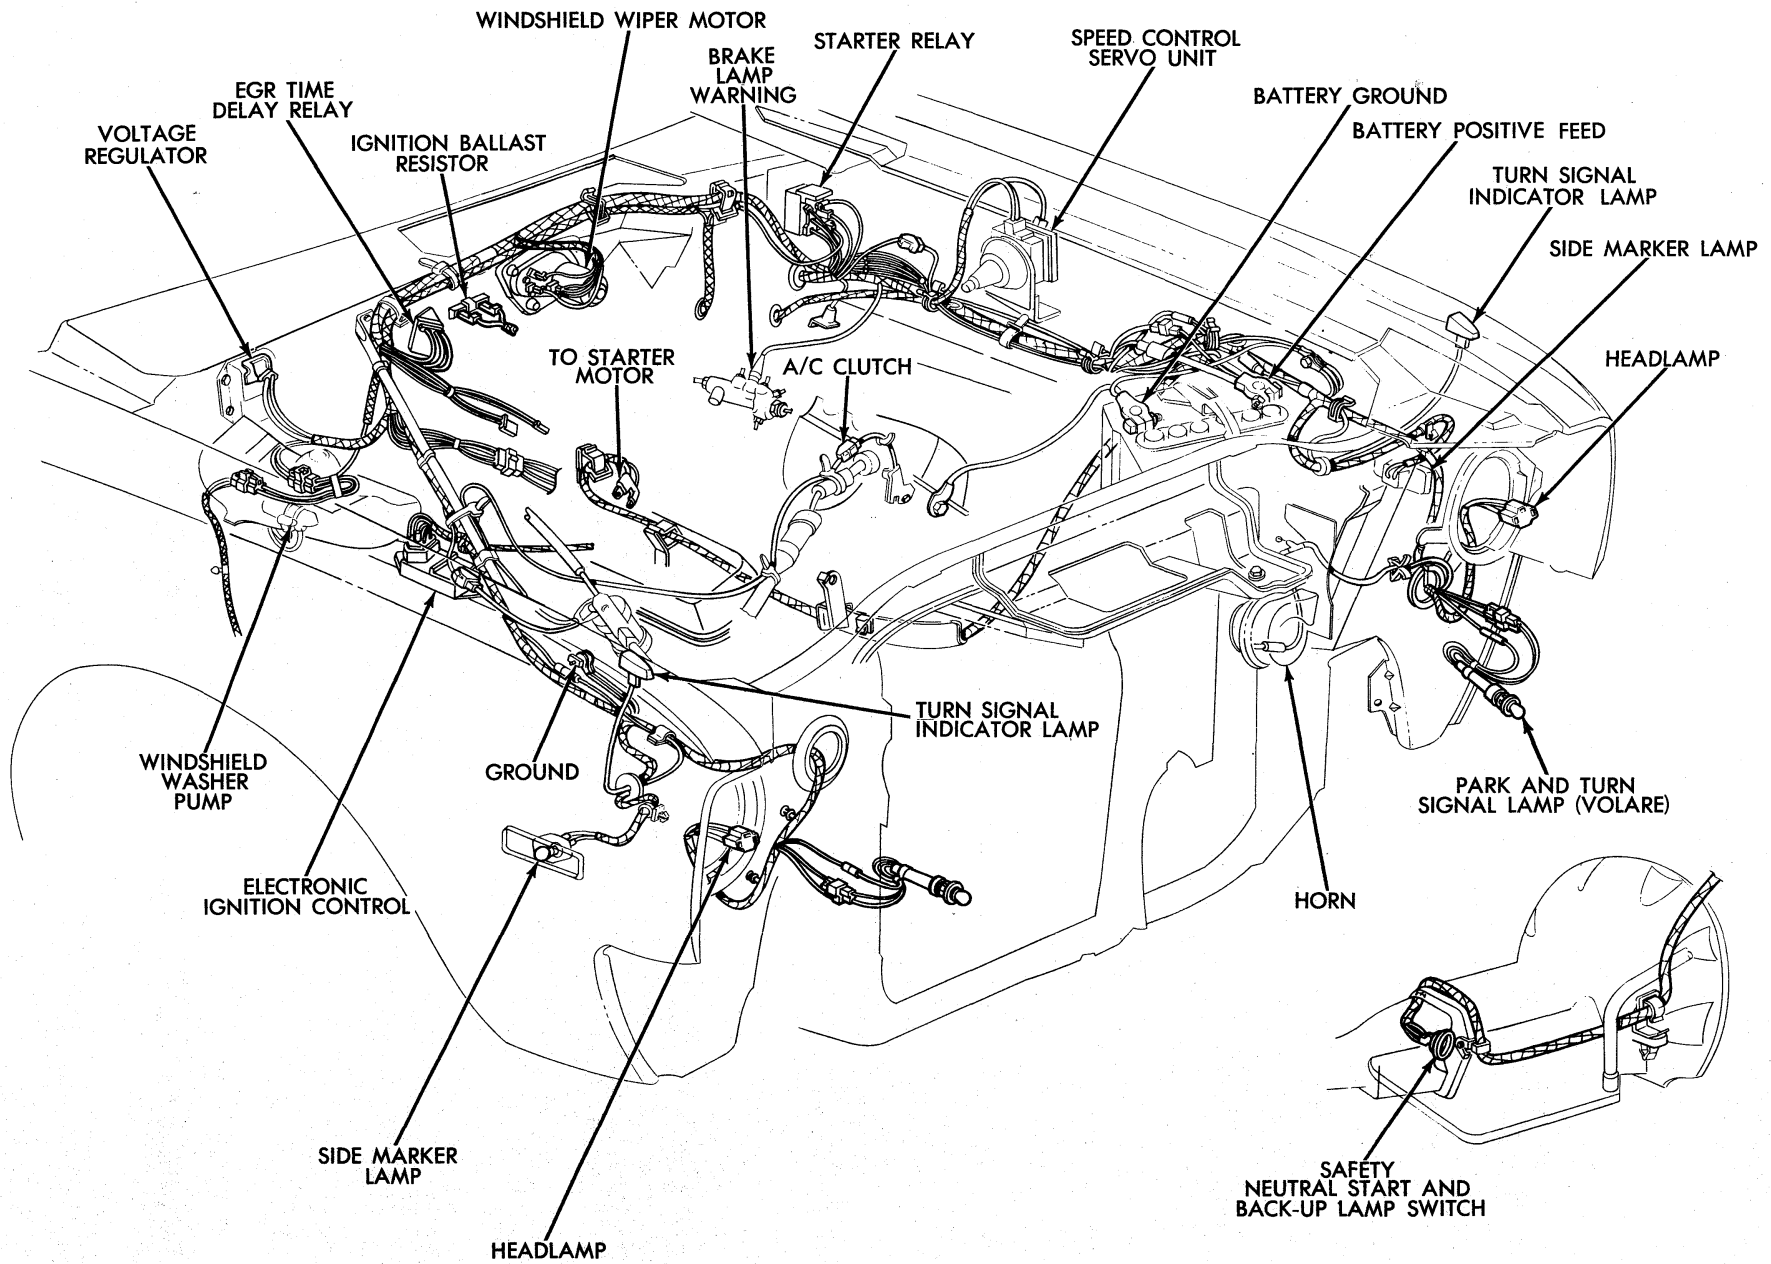 WINDSHIELD WIPER MOTOR
STARTER RELAY
SPEED CONTROL
SERVO UNIT
BRAKE
LAMP
WARNING
EGR TIME
DELAY RELAY
BATTERY GROUND
BATTERY POSITIVE FEED
VOLTAGE
REGULATOR
IGNITION BALLAST
RESISTOR
TURN SIGNAL
INDICATOR LAMP
SIDE MARKER LAMP
TO STARTER
MOTOR
A/C CLUTCH
HEADLAMP
TURN SIGNAL
INDICATOR LAMP
GROUND
WINDSHIELD
WASHER
PUMP
PARK AND TURN
SIGNAL LAMP (VOLARE)
ELECTRONIC
IGNITION CONTROL
HORN
SIDE MARKER
LAMP
SAFETY
NEUTRAL START AND
BACK-UP LAMP SWITCH
HEADLAMP